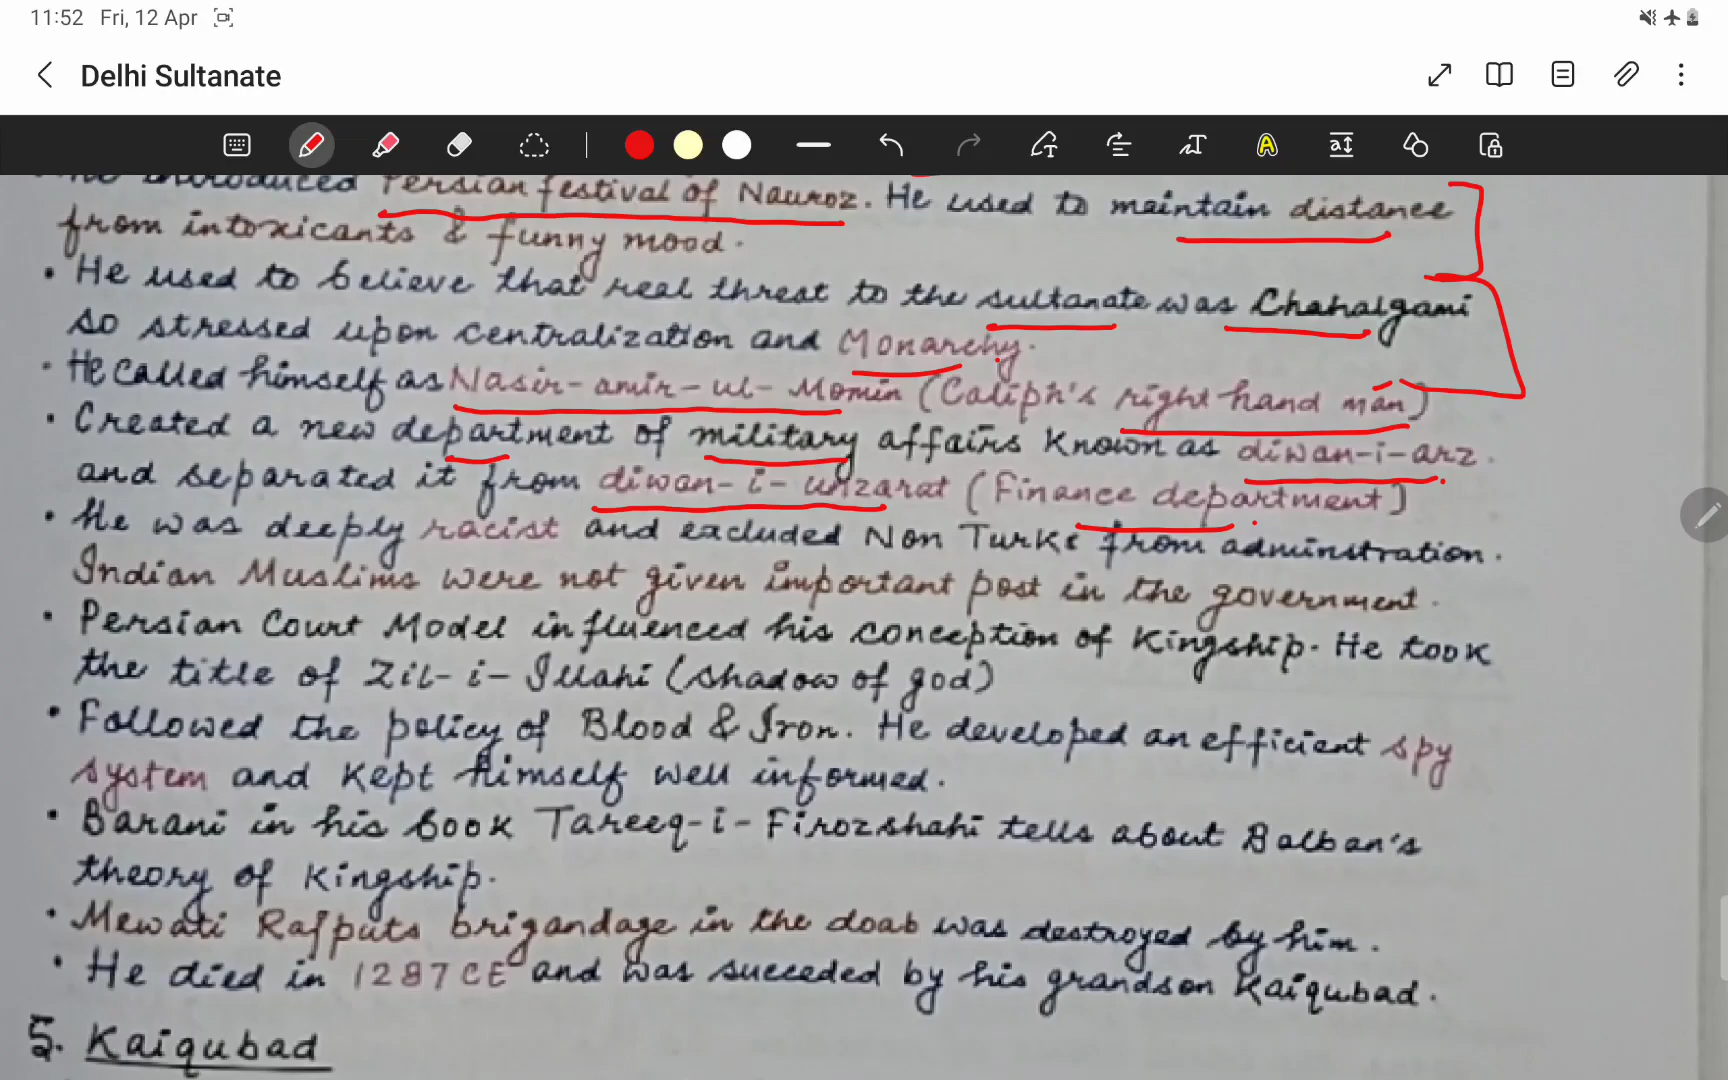 11:52 Fri, 12 Apr
Delhi Sultanate
He introduced Persian festival of Nauroz. He used to maintain distance
from intoxicants & funny mood.
• He used to believe that real threat to the sultanate was Chahalgami
so stressed upon centralization and Monarchy.
• He called himself as Nasir-amir-ul-Momin (Caliph's right hand man)
• Created a new department of military affairs known as diwan-i-arz.
and separated it from diwan-i-unzarat (Finance department)
• He was deeply racist and excluded Non Turks from adminstration.
Indian Muslims were not given important post in the government.
• Persian Court Model influenced his conception of Kingship. He took
the title of Zil-i-Illahi (shadow of god)
• Followed the policy of Blood & Iron. He developed an efficient spy
system and kept himself well informed.
• Barani in his book Tareeq-i-Firozshahi tells about Balban's
theory of Kingship.
• Mewati Rajputs brigandage in the doab was destroyed by him.
• He died in 1287 CE and was succeded by his grandson Kaiqubad.
5. Kaiqubad